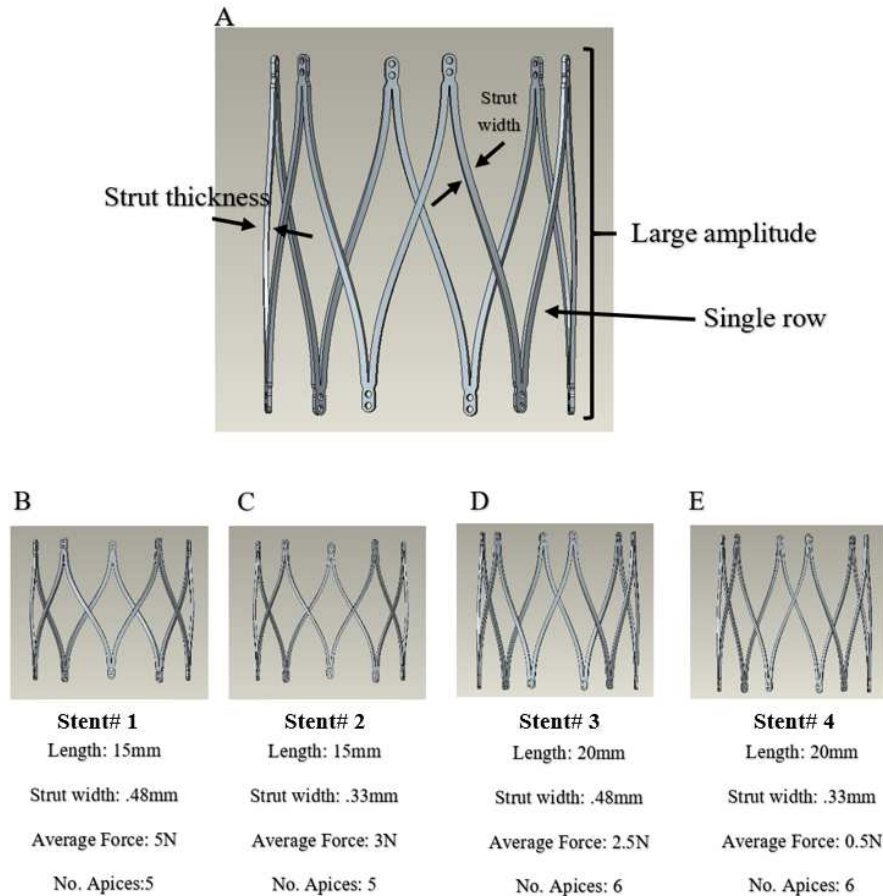 A
Strut
width
Strut thickness
Large amplitude
Single row
B
C
D
E
Stent# 1
Length: 15mm
Strut width: .48mm
Average Force: 5N
No. Apices:5
Stent# 2
Length: 15mm
Strut width: .33mm
Average Force: 3N
No. Apices: 5
Stent# 3
Length: 20mm
Strut width: .48mm
Average Force: 2.5N
No. Apices: 6
Stent# 4
Length: 20mm
Strut width: .33mm
Average Force: 0.5N
No. Apices: 6